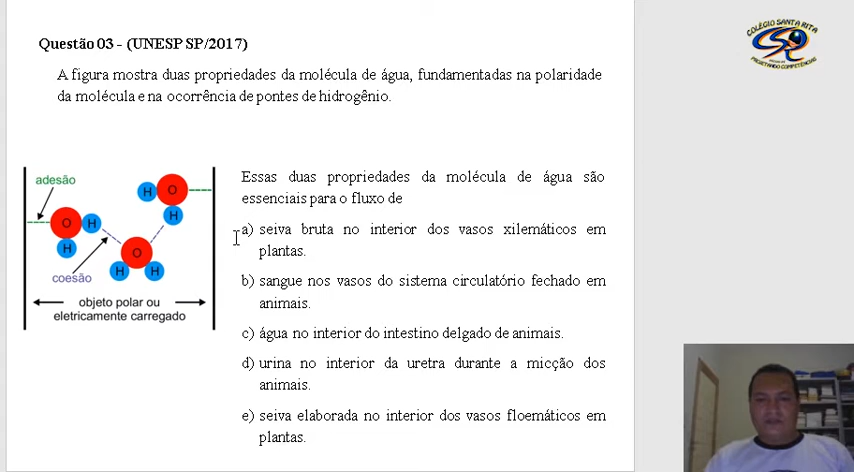 Questão 03 - (UNESP SP/2017)
A figura mostra duas propriedades da molécula de água, fundamentadas na polaridade
da molécula e na ocorrência de pontes de hidrogênio.
adesão
H
O
O
H
H
H
O
H
H
coesão
objeto polar ou
eletricamente carregado
Essas duas propriedades da molécula de água são
essenciais para o fluxo de
a) seiva bruta no interior dos vasos xilemáticos em
plantas.
b) sangue nos vasos do sistema circulatório fechado em
animais.
c) água no interior do intestino delgado de animais.
d) urina no interior da uretra durante a micção dos
animais.
e) seiva elaborada no interior dos vasos floemáticos em
plantas.
COLÉGIO SANTA RITA
PROJETANDO COMPETÊNCIAS